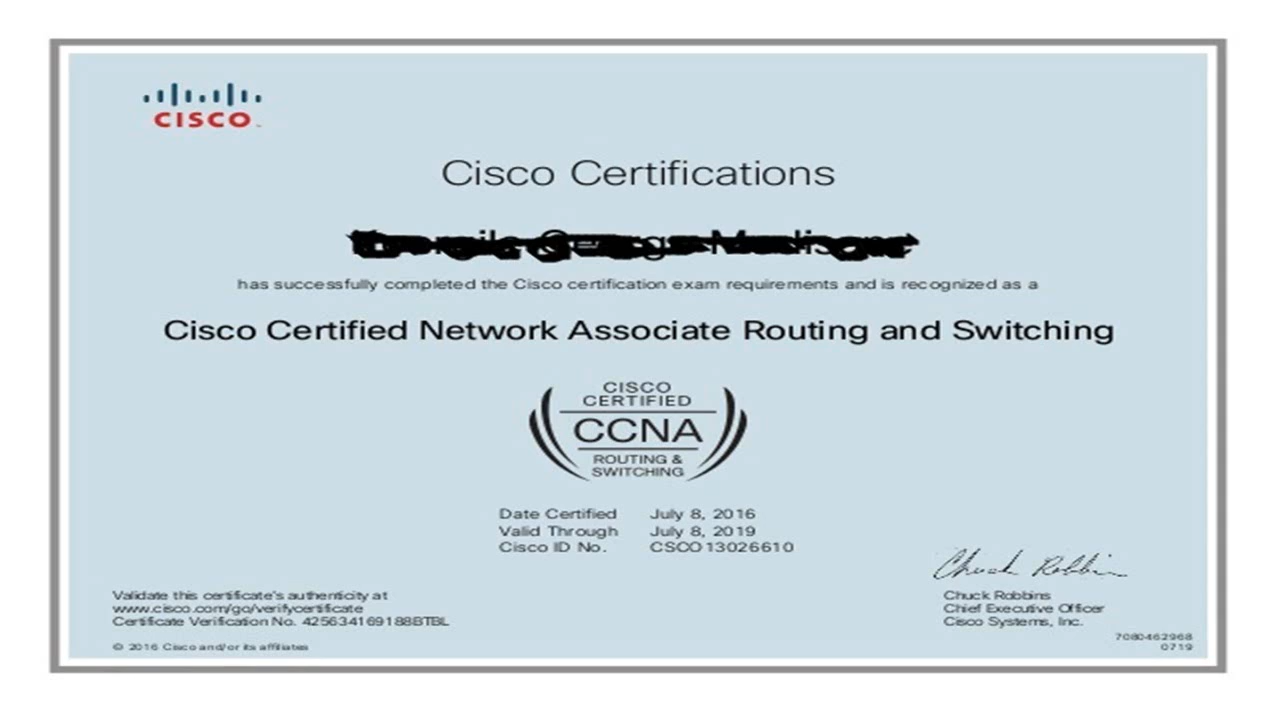 CISCO
Cisco Certifications
has successfully completed the Cisco certification exam requirements and is recognized as a
Cisco Certified Network Associate Routing and Switching
CISCO
CERTIFIED
CCNA
ROUTING &
SWITCHING
Date Certified July 8, 2016
Valid Through July 8, 2019
Cisco ID No. CSCO13026610
Validate this certificate's authenticity at
www.cisco.com/go/verifycertificate
Certificate Verification No. 425634169188BTBL
© 2016 Cisco and/or its affiliates
Chuck Robbins
Chuck Robbins
Chief Executive Officer
Cisco Systems, Inc.
7080462968
0719